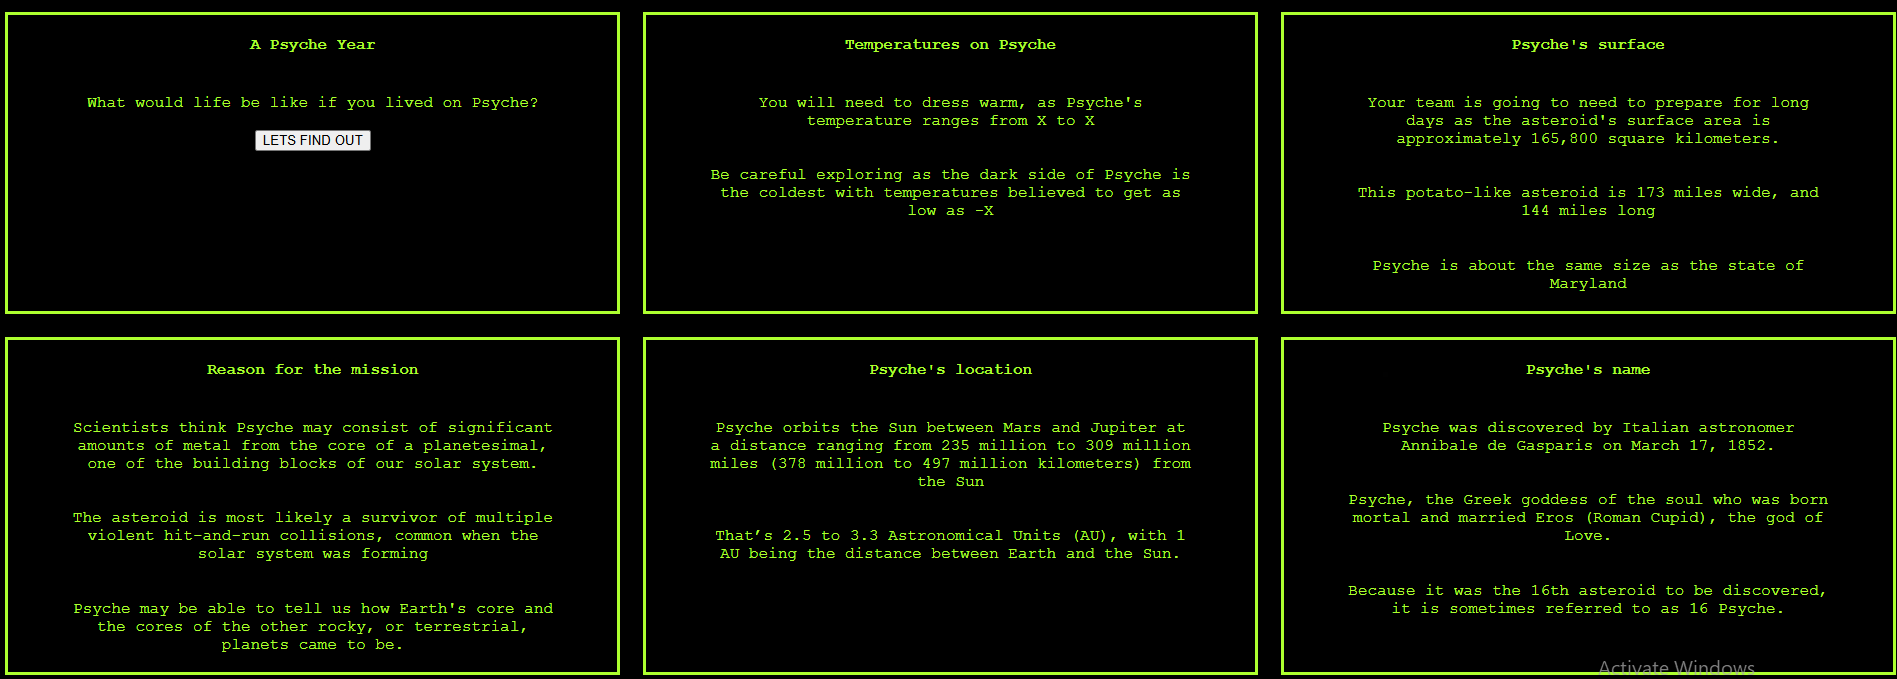 A Psyche Year
What would life be like if you lived on Psyche?
LETS FIND OUT
Temperatures on Psyche
You will need to dress warm, as Psyche's
temperature ranges from X to X
Be careful exploring as the dark side of Psyche is
the coldest with temperatures believed to get as
low as -X
Psyche's surface
Your team is going to need to prepare for long
days as the asteroid's surface area is
approximately 165,800 square kilometers.
This potato-like asteroid is 173 miles wide, and
144 miles long
Psyche is about the same size as the state of
Maryland
Reason for the mission
Scientists think Psyche may consist of significant
amounts of metal from the core of a planetesimal,
one of the building blocks of our solar system.
The asteroid is most likely a survivor of multiple
violent hit-and-run collisions, common when the
solar system was forming
Psyche may be able to tell us how Earth's core and
the cores of the other rocky, or terrestrial,
planets came to be.
Psyche's location
Psyche orbits the Sun between Mars and Jupiter at
a distance ranging from 235 million to 309 million
miles (378 million to 497 million kilometers) from
the Sun
That’s 2.5 to 3.3 Astronomical Units (AU), with 1
AU being the distance between Earth and the Sun.
Psyche's name
Psyche was discovered by Italian astronomer
Annibale de Gasparis on March 17, 1852.
Psyche, the Greek goddess of the soul who was born
mortal and married Eros (Roman Cupid), the god of
Love.
Because it was the 16th asteroid to be discovered,
it is sometimes referred to as 16 Psyche.
Activate Windows